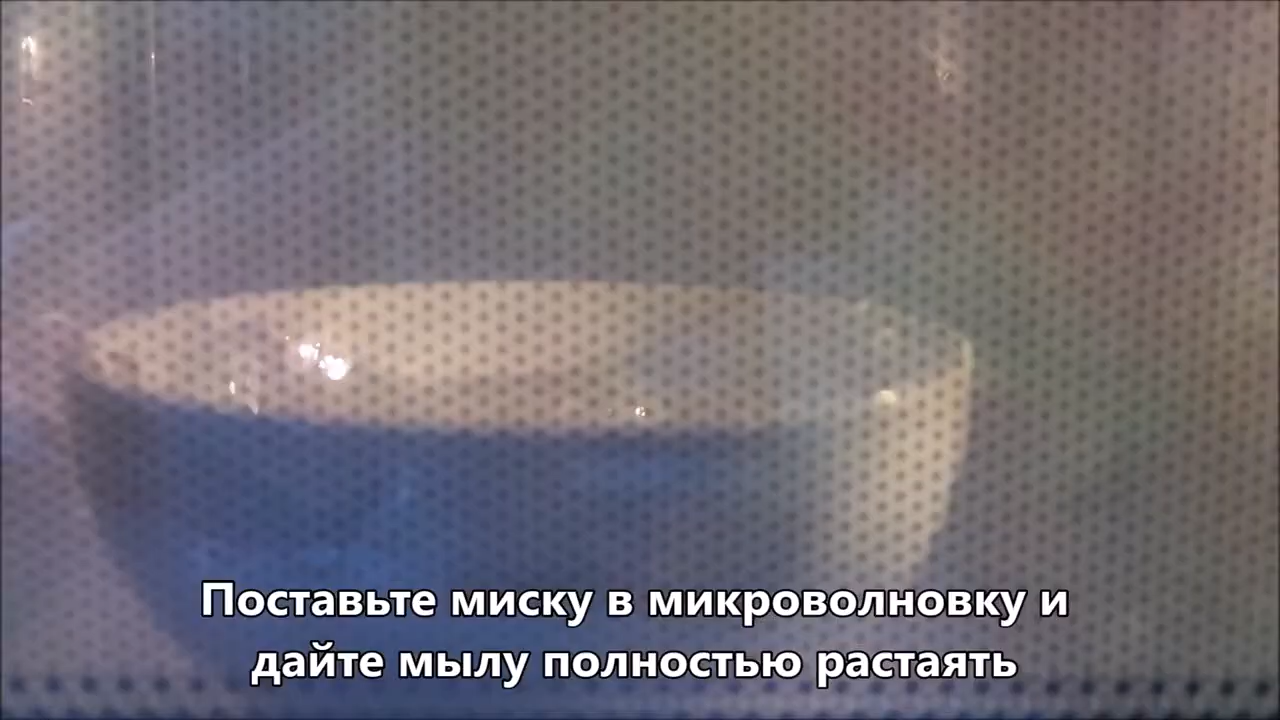 Поставьте миску в микроволновку и
дайте мылу полностью растаять